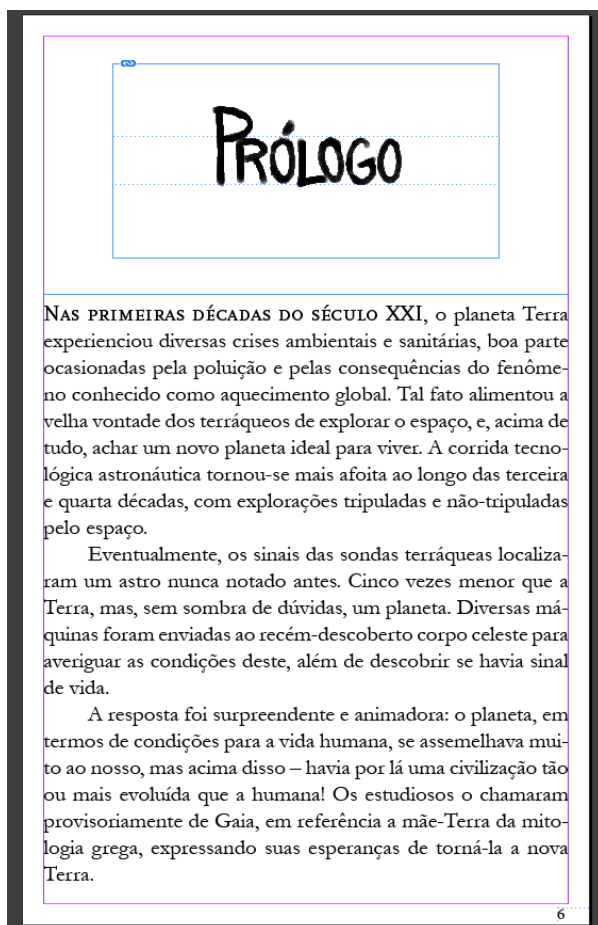 PRÓLOGO
NAS PRIMEIRAS DÉCADAS DO SÉCULO XXI, o planeta Terra
experienciou diversas crises ambientais e sanitárias, boa parte
ocasionadas pela poluição e pelas consequências do fenôme-
no conhecido como aquecimento global. Tal fato alimentou a
velha vontade dos terráqueos de explorar o espaço, e, acima de
tudo, achar um novo planeta ideal para viver. A corrida tecno-
lógica astronáutica tornou-se mais afoita ao longo das terceira
e quarta décadas, com explorações tripuladas e não-tripuladas
pelo espaço.
Eventualmente, os sinais das sondas terráqueas localiza-
ram um astro nunca notado antes. Cinco vezes menor que a
Terra, mas, sem sombra de dúvidas, um planeta. Diversas má-
quinas foram enviadas ao recém-descoberto corpo celeste para
averiguar as condições deste, além de descobrir se havia sinal
de vida.
A resposta foi surpreendente e animadora: o planeta, em
termos de condições para a vida humana, se assemelhava mui-
to ao nosso, mas acima disso – havia por lá uma civilização tão
ou mais evoluída que a humana! Os estudiosos o chamaram
provisoriamente de Gaia, em referência a mãe-Terra da mito-
logia grega, expressando suas esperanças de torná-la a nova
Terra.
6